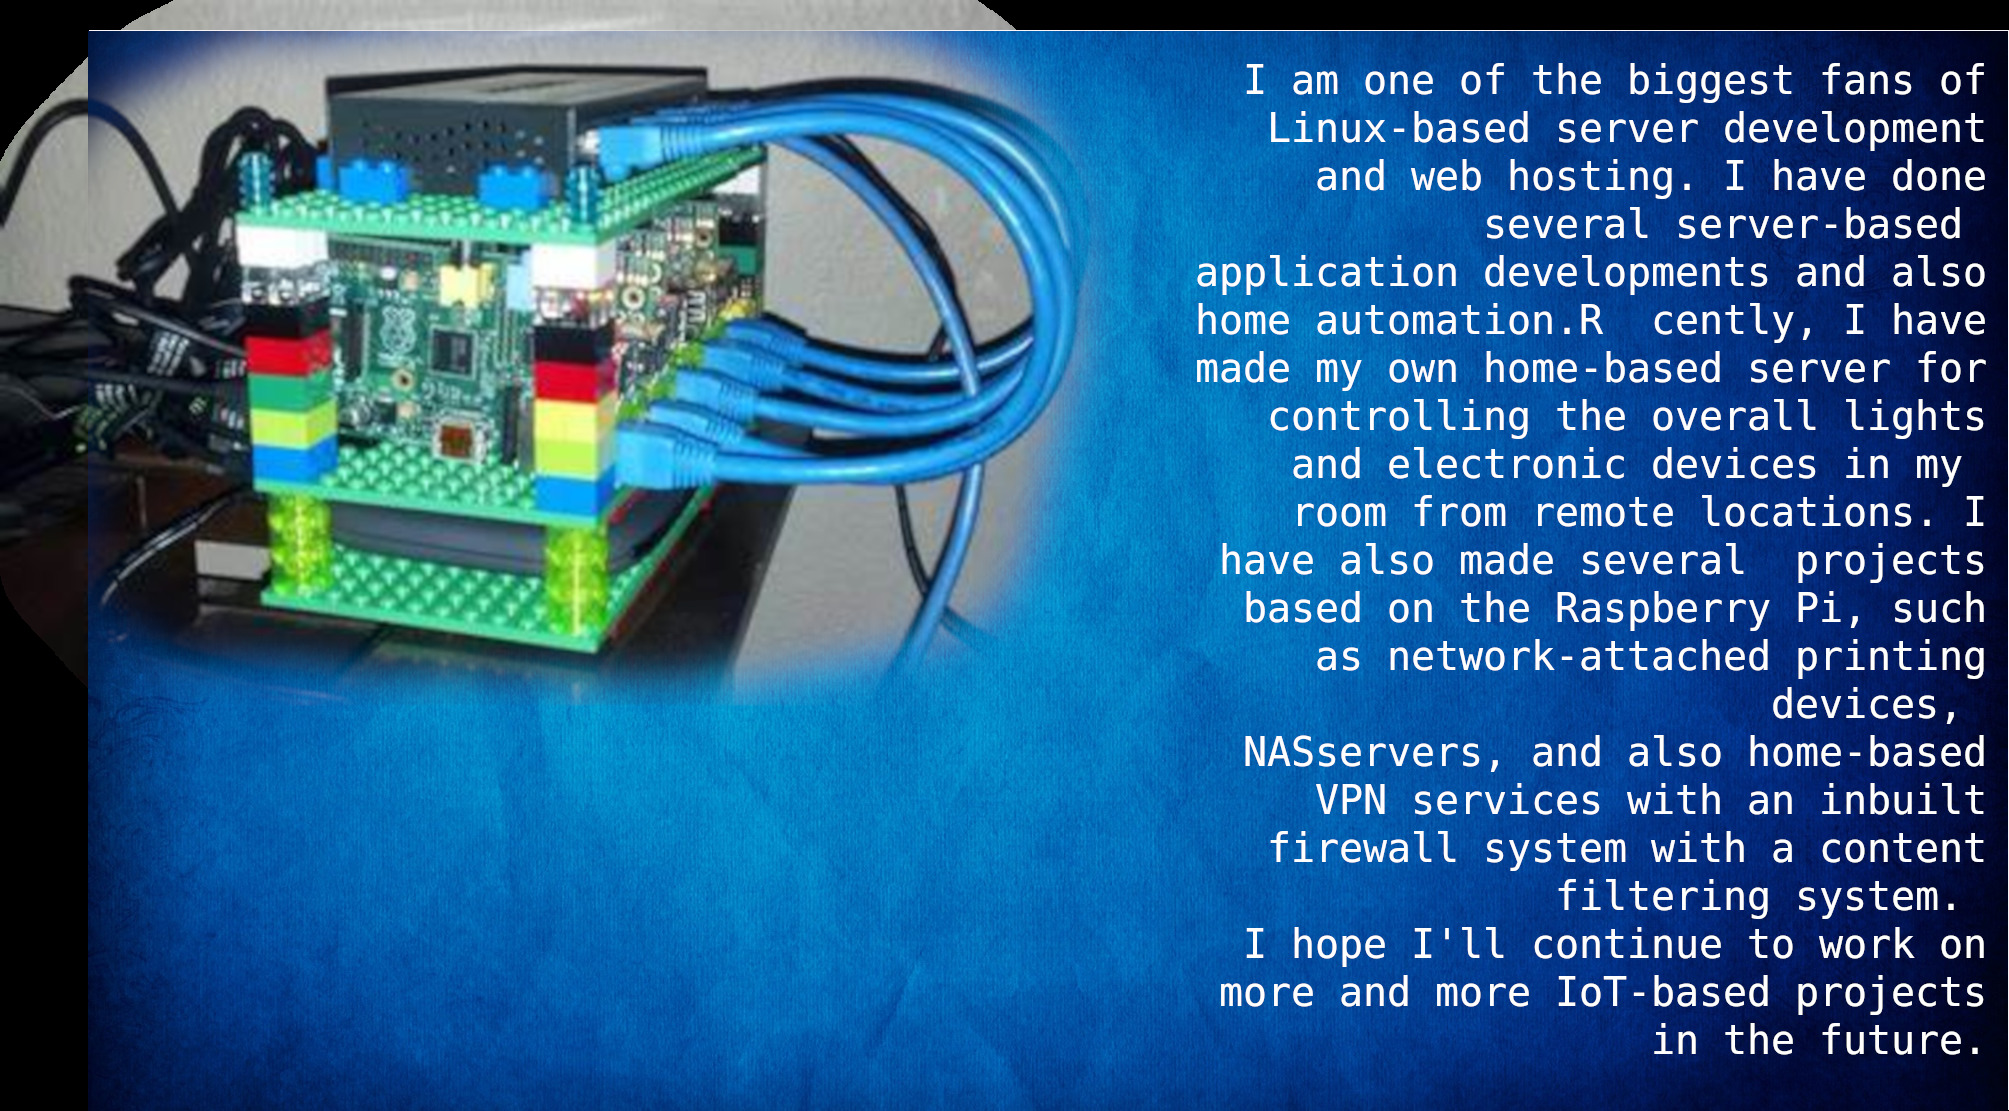 I am one of the biggest fans of
Linux-based server development
and web hosting. I have done
several server-based
application developments and also
home automation.R  cently, I have
made my own home-based server for
controlling the overall lights
and electronic devices in my
room from remote locations. I
have also made several  projects
based on the Raspberry Pi, such
as network-attached printing
devices,
NASservers, and also home-based
VPN services with an inbuilt
firewall system with a content
filtering system.
I hope I'll continue to work on
more and more IoT-based projects
in the future.